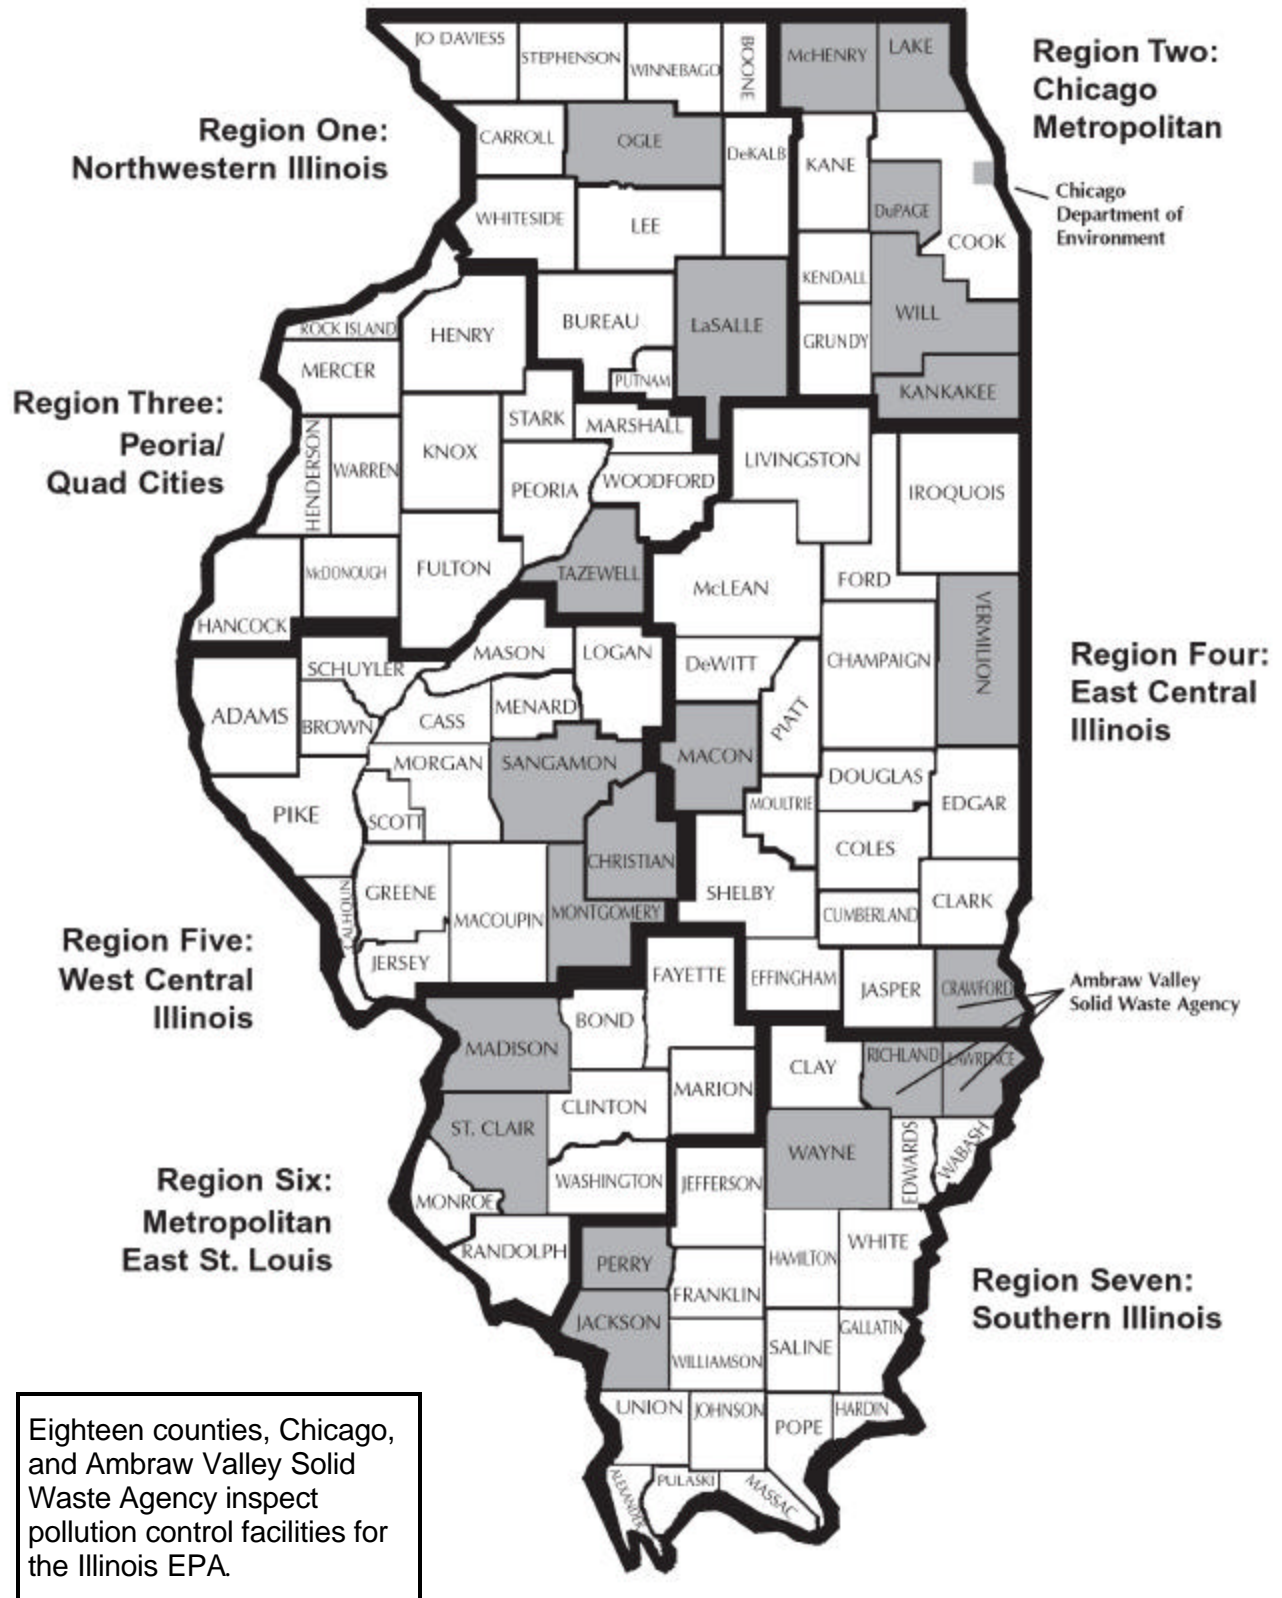 JO DAVIESS
STEPHENSON
WINNEBAGO
BOONE
McHENRY
LAKE
Region Two:
Chicago
Metropolitan
Region One:
Northwestern Illinois
CARROLL
OGLE
DeKALB
KANE
DuPAGE
COOK
Chicago
Department of
Environment
WHITESIDE
LEE
KENDALL
WILL
GRUNDY
KANKAKEE
ROCK ISLAND
HENRY
BUREAU
LaSALLE
MERCER
PUTNAM
Region Three:
Peoria/
Quad Cities
HENDERSON
WARREN
KNOX
STARK
MARSHALL
PEORIA
WOODFORD
LIVINGSTON
IROQUOIS
HANCOCK
McDONOUGH
FULTON
TAZEWELL
McLEAN
FORD
VERMILION
Region Four:
East Central
Illinois
SCHUYLER
MASON
LOGAN
DeWITT
CHAMPAIGN
ADAMS
BROWN
CASS
MENARD
PIATT
MORGAN
SANGAMON
MACON
DOUGLAS
EDGAR
PIKE
SCOTT
MOULTRIE
COLES
CHRISTIAN
SHELBY
CLARK
CALHOUN
GREENE
MACOUPIN
MONTGOMERY
CUMBERLAND
Region Five:
West Central
Illinois
JERSEY
FAYETTE
EFFINGHAM
JASPER
CRAWFORD
Ambraw Valley
Solid Waste Agency
MADISON
BOND
CLAY
RICHLAND
LAWRENCE
MARION
ST. CLAIR
CLINTON
WAYNE
EDWARDS
WABASH
Region Six:
Metropolitan
East St. Louis
MONROE
WASHINGTON
JEFFERSON
RANDOLPH
PERRY
HAMILTON
WHITE
FRANKLIN
Region Seven:
Southern Illinois
JACKSON
WILLIAMSON
SALINE
GALLATIN
UNION
JOHNSON
POPE
HARDIN
ALEXANDER
PULASKI
MASSAC
Eighteen counties, Chicago,
and Ambraw Valley Solid
Waste Agency inspect
pollution control facilities for
the Illinois EPA.